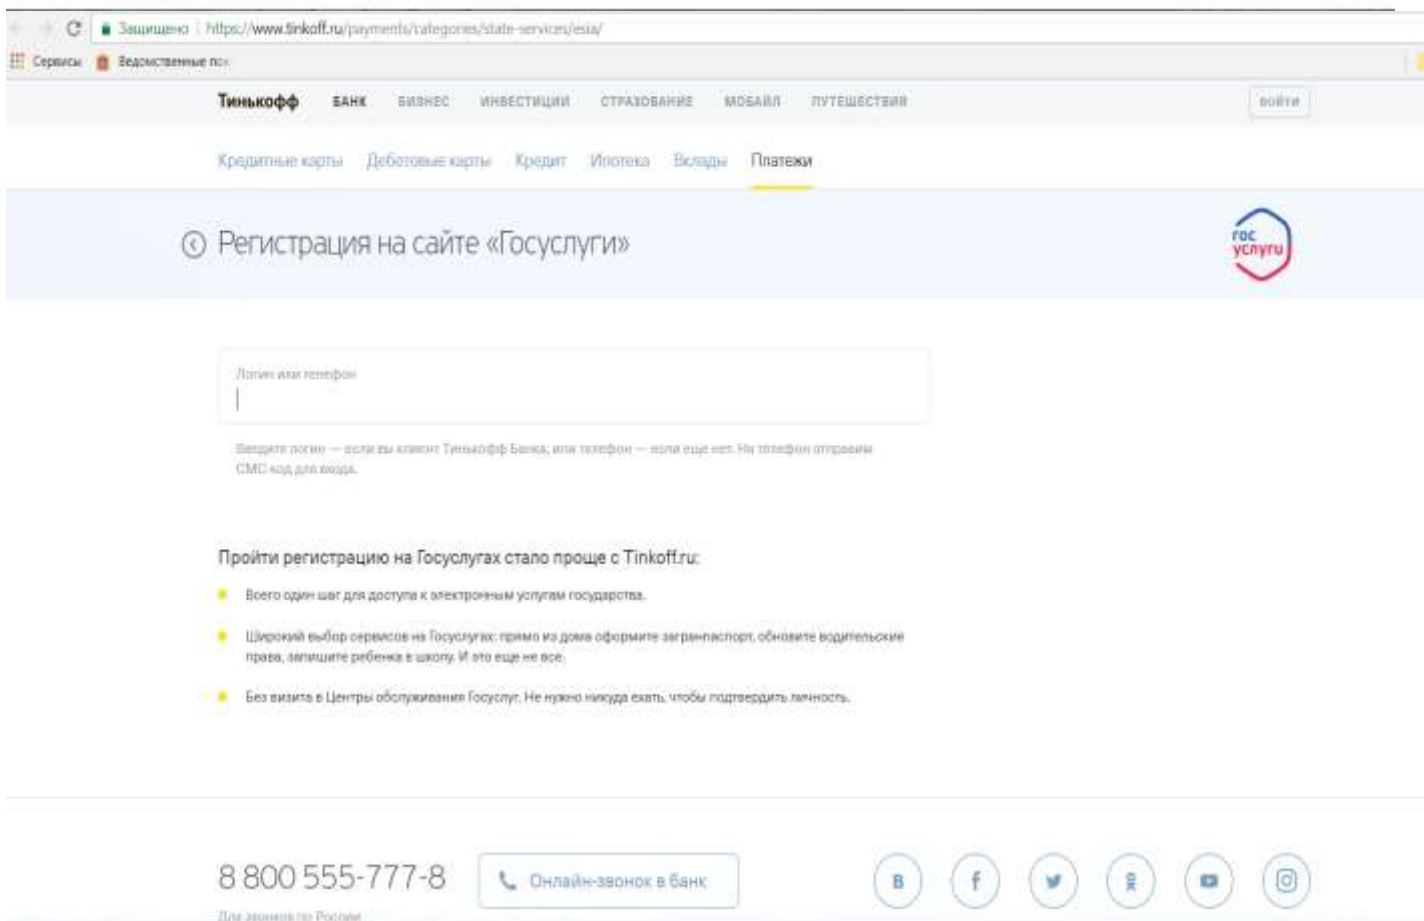 Защищено https://www.tinkoff.ru/payments/categories/state-services/esia/
Сервисы Ведомственные пок
Тинькофф БАНК БИЗНЕС ИНВЕСТИЦИИ СТРАХОВАНИЕ МОБАЙЛ ПУТЕШЕСТВИЯ ВОЙТИ
Кредитные карты Дебетовые карты Кредит Ипотека Вклады Платежи
Регистрация на сайте «Госуслуги»
гос
услуги
Логин или телефон
Введите логин — если вы клиент Тинькофф Банка, или телефон — если еще нет. На телефон отправим
СМС-код для входа.
Пройти регистрацию на Госуслугах стало проще с Tinkoff.ru:
Всего один шаг для доступа к электронным услугам государства.
Широкий выбор сервисов на Госуслугах: прямо из дома оформите загранпаспорт, обновите водительские
права, запишите ребенка в школу. И это еще не все.
Без визита в Центры обслуживания Госуслуг. Не нужно никуда ехать, чтобы подтвердить личность.
8 800 555-777-8 Онлайн-звонок в банк
Для звонков по России